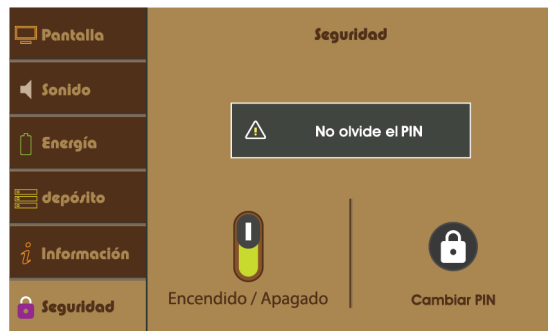 Pantalla
Seguridad
Sonido
No olvide el PIN
Energía
depósito
Información
Seguridad
Encendido / Apagado
Cambiar PIN